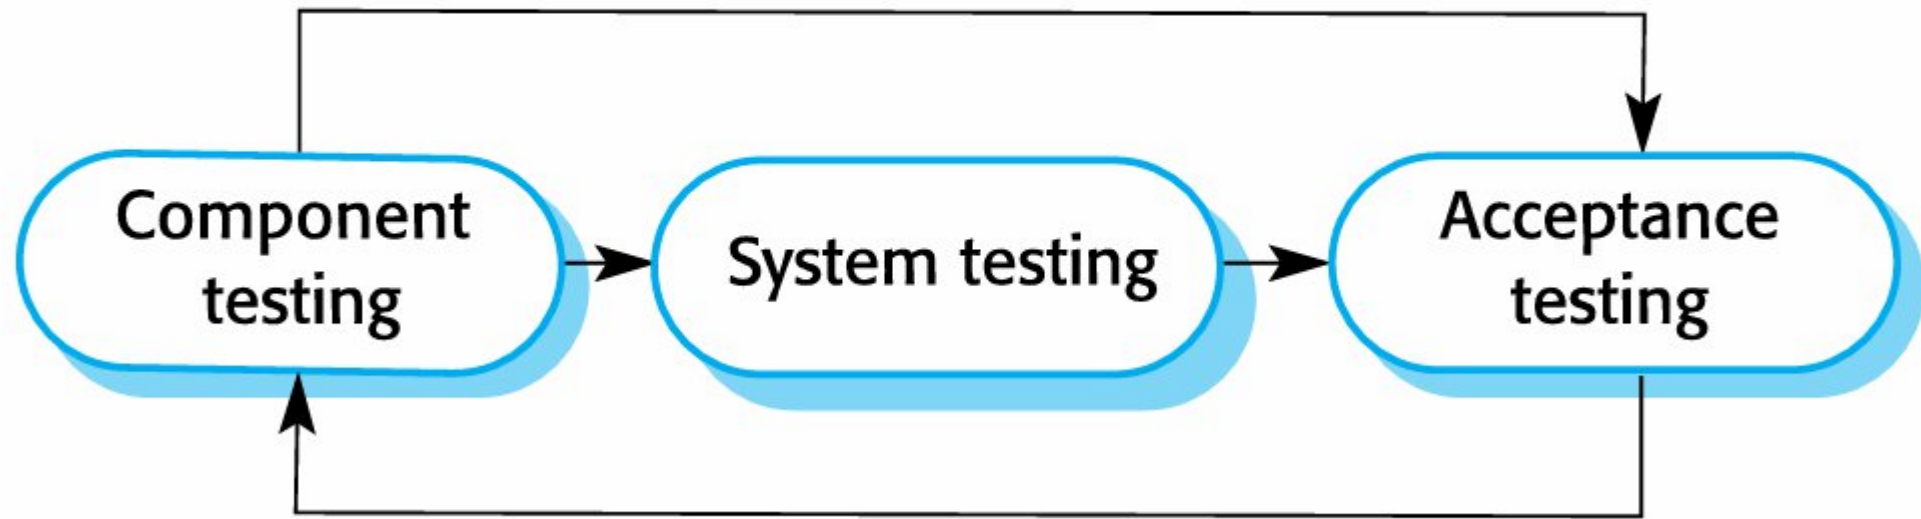 Component
testing
System testing
Acceptance
testing